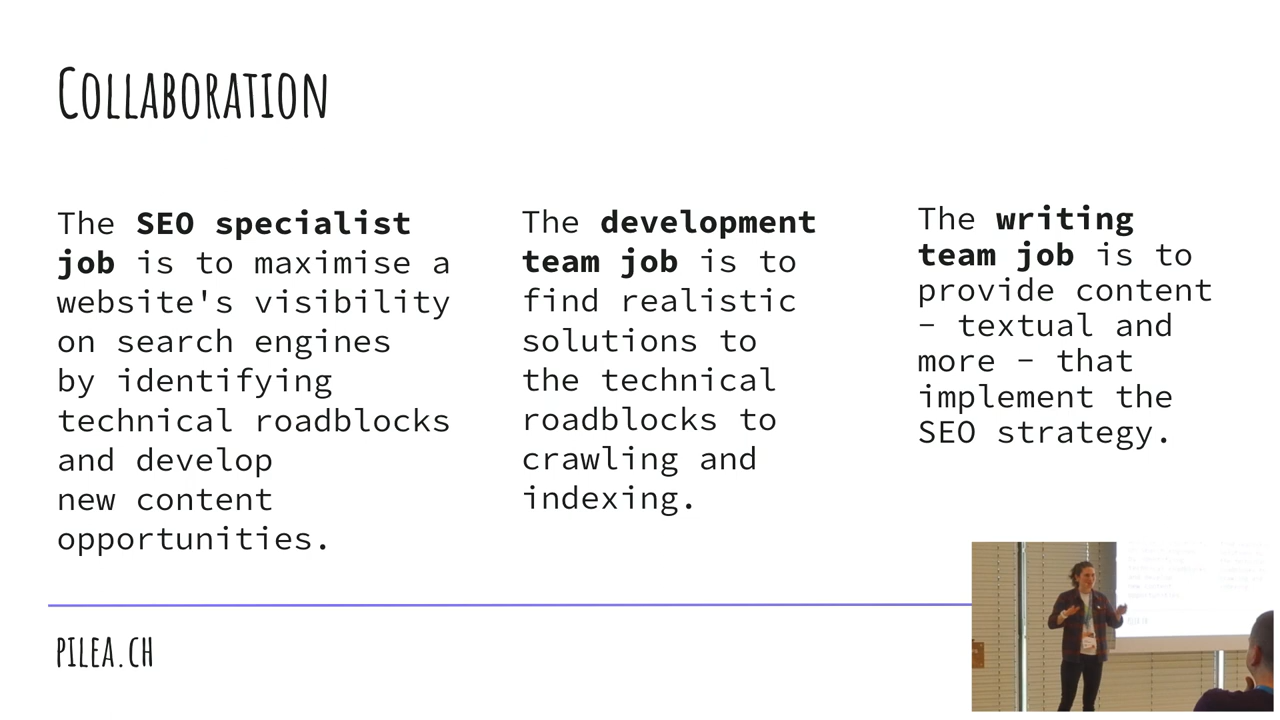 Collaboration
The SEO specialist
job is to maximise a
website's visibility
on search engines
by identifying
technical roadblocks
and develop
new content
opportunities.
The development
team job is to
find realistic
solutions to
the technical
roadblocks to
crawling and
indexing.
The writing
team job is to
provide content
– textual and
more – that
implement the
SEO strategy.
PILEA.CH